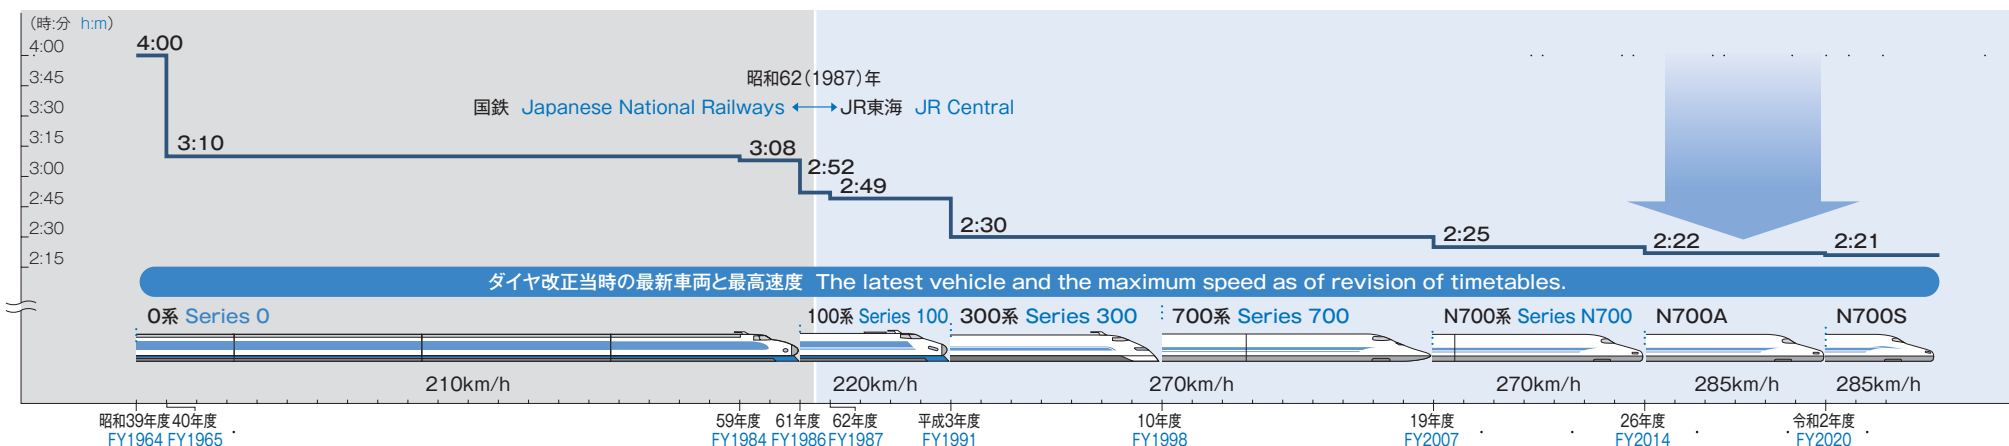 (時:分 h:m)
4:00
3:45
3:30
3:15
3:00
2:45
2:30
2:15
4:00
3:10
3:08
2:52
2:49
2:30
2:25
2:22
2:21
昭和62(1987)年
国鉄 Japanese National Railways JR東海 JR Central
ダイヤ改正当時の最新車両と最高速度 The latest vehicle and the maximum speed as of revision of timetables.
0系 Series 0
100系 Series 100
300系 Series 300
700系 Series 700
N700系 Series N700
N700A
N700S
210km/h
220km/h
270km/h
270km/h
285km/h
285km/h
昭和39年度 40年度 59年度 61年度 62年度 平成3年度 10年度 19年度 26年度 令和2年度
FY1964 FY1965 FY1984 FY1986 FY1987 FY1991 FY1998 FY2007 FY2014 FY2020